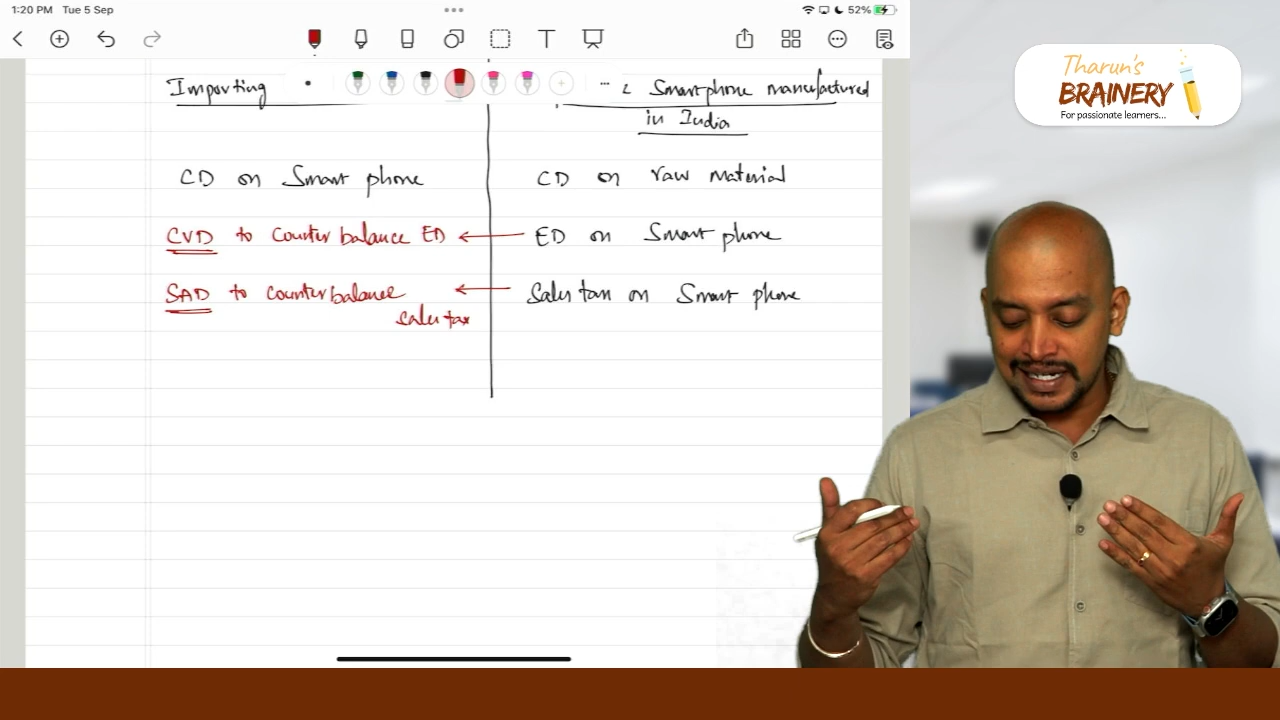 1:20 PM Tue 5 Sep
52%
Tharun's
BRAINERY
For passionate learners...
Importing
Smartphone manufactured
in India
CD on Smart phone
CD on raw material
CVD to Counter balance ED
ED on Smart phone
SAD to counterbalance
sales tax
Sales tax on Smart phone